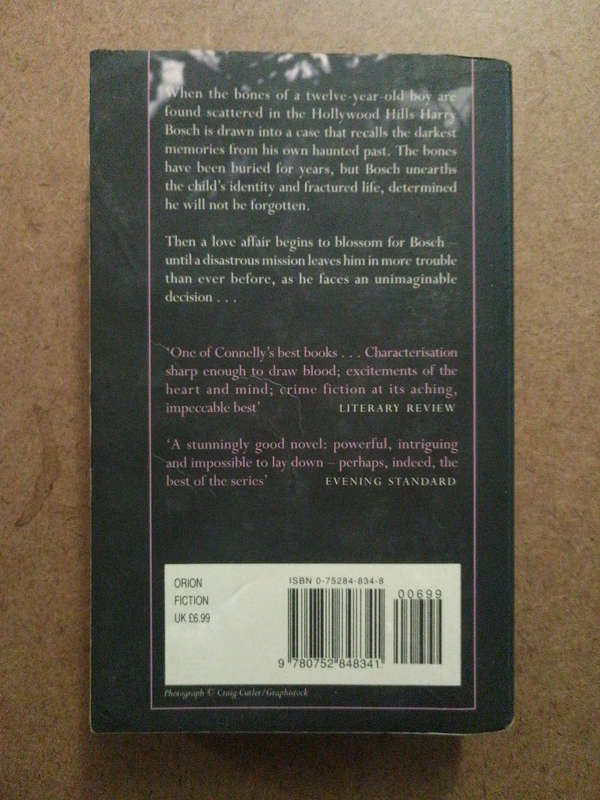 When the bones of a twelve-year-old boy are
found scattered in the Hollywood Hills Harry
Bosch is drawn into a case that recalls the darkest
memories from his own haunted past. The bones
have been buried for years, but Bosch unearths
the child's identity and fractured life, determined
he will not be forgotten.
Then a love affair begins to blossom for Bosch –
until a disastrous mission leaves him in more trouble
than ever before, as he faces an unimaginable
decision . . .
'One of Connelly's best books . . . Characterisation
sharp enough to draw blood; excitements of the
heart and mind; crime fiction at its aching,
impeccable best' LITERARY REVIEW
'A stunningly good novel: powerful, intriguing
and impossible to lay down – perhaps, indeed, the
best of the series' EVENING STANDARD
ORION
FICTION
UK £6.99
ISBN 0-75284-834-8
00699
9 780752 848341
Photograph © Craig Cutler/Graphistock